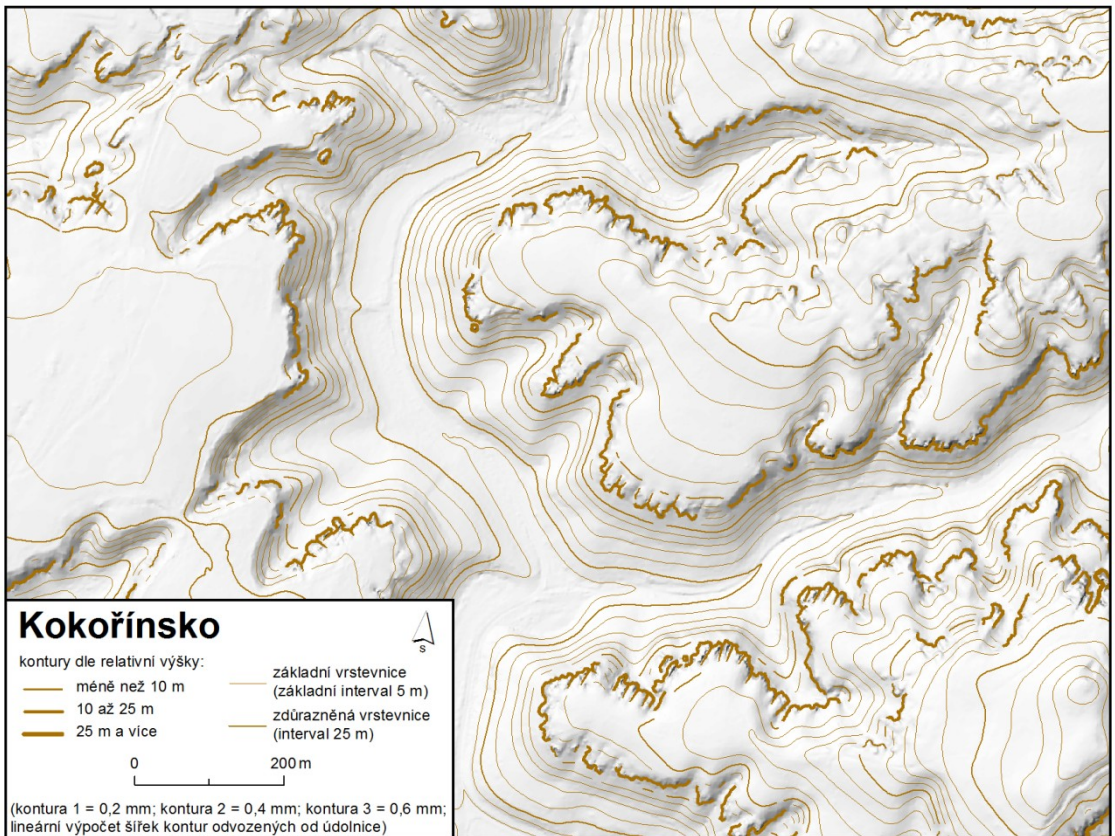 Kokořínsko
S
kontury dle relativní výšky:
méně než 10 m
10 až 25 m
25 m a více
základní vrstevnice
(základní interval 5 m)
zdůrazněná vrstevnice
(interval 25 m)
0 200 m
(kontura 1 = 0,2 mm; kontura 2 = 0,4 mm; kontura 3 = 0,6 mm;
lineární výpočet šířek kontur odvozených od údolnice)